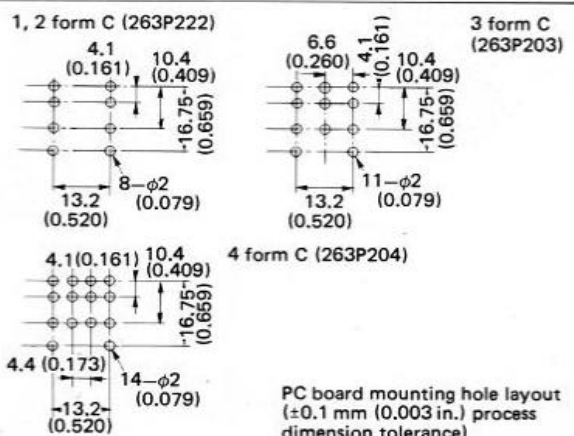 1, 2 form C (263P222)
4.1
(0.161)
10.4
(0.409)
16.75
(0.659)
8–φ2
(0.079)
13.2
(0.520)
3 form C
(263P203)
6.6
(0.260)
4.1
(0.161)
10.4
(0.409)
16.75
(0.659)
11–φ2
(0.079)
13.2
(0.520)
4 form C (263P204)
4.1(0.161)
10.4
(0.409)
16.75
(0.659)
4.4 (0.173)
14–φ2
(0.079)
13.2
(0.520)
PC board mounting hole layout
(±0.1 mm (0.003 in.) process
dimension tolerance)